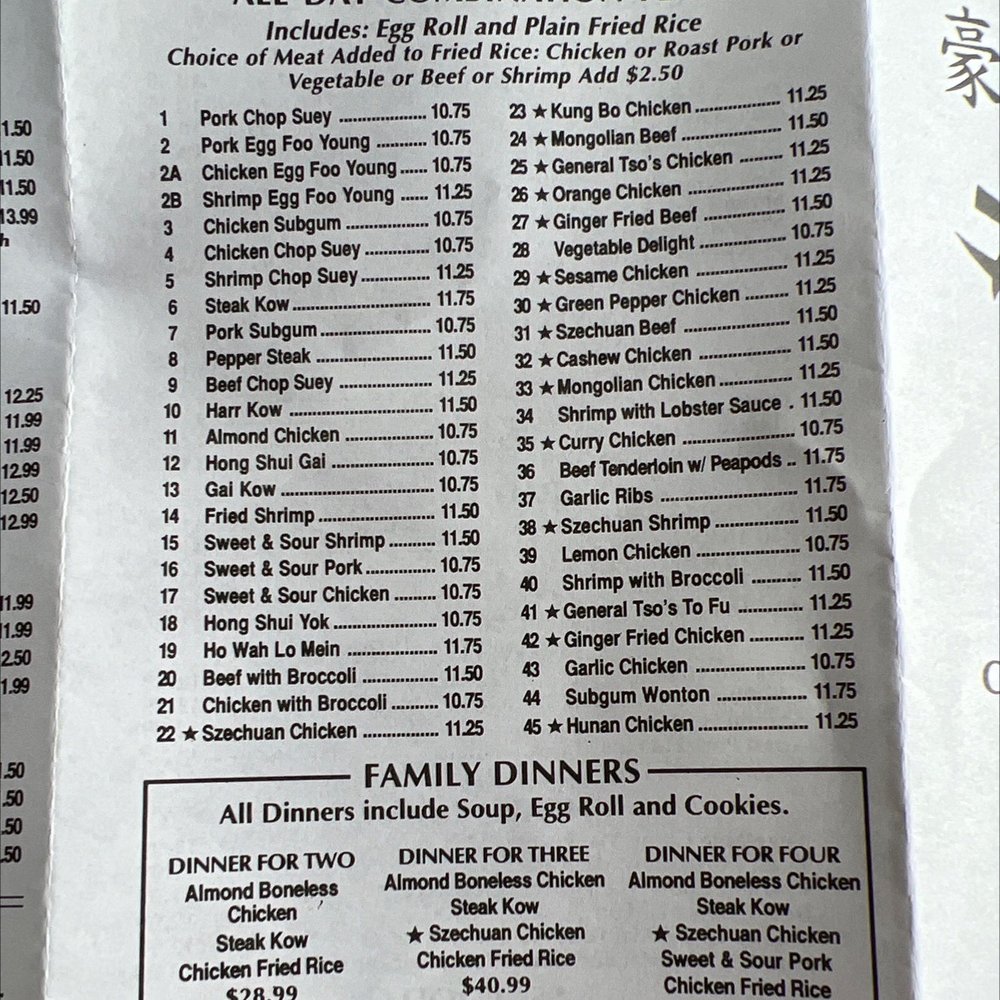 Includes: Egg Roll and Plain Fried Rice
Choice of Meat Added to Fried Rice: Chicken or Roast Pork or
Vegetable or Beef or Shrimp Add $2.50
1 Pork Chop Suey .................... 10.75
2 Pork Egg Foo Young ............ 10.75
2A Chicken Egg Foo Young ...... 10.75
2B Shrimp Egg Foo Young ...... 11.25
3 Chicken Subgum ................... 10.75
4 Chicken Chop Suey ............... 10.75
5 Shrimp Chop Suey ................ 11.25
6 Steak Kow ............................... 11.75
7 Pork Subgum ......................... 10.75
8 Pepper Steak .......................... 11.50
9 Beef Chop Suey ..................... 11.25
10 Harr Kow ................................ 11.50
11 Almond Chicken .................... 10.75
12 Hong Shui Gai ....................... 10.75
13 Gai Kow .................................. 10.75
14 Fried Shrimp .......................... 11.50
15 Sweet & Sour Shrimp .......... 11.50
16 Sweet & Sour Pork ............... 10.75
17 Sweet & Sour Chicken ......... 10.75
18 Hong Shui Yok ....................... 10.75
19 Ho Wah Lo Mein .................... 11.75
20 Beef with Broccoli ................. 11.50
21 Chicken with Broccoli .......... 10.75
22 ★ Szechuan Chicken ................. 11.25
23 ★ Kung Bo Chicken ................... 11.25
24 ★ Mongolian Beef ...................... 11.50
25 ★ General Tso's Chicken ......... 11.25
26 ★ Orange Chicken ..................... 11.25
27 ★ Ginger Fried Beef .................. 11.50
28 Vegetable Delight ................... 10.75
29 ★ Sesame Chicken .................... 11.25
30 ★ Green Pepper Chicken ......... 11.25
31 ★ Szechuan Beef ....................... 11.50
32 ★ Cashew Chicken .................... 11.50
33 ★ Mongolian Chicken ................ 11.25
34 Shrimp with Lobster Sauce . 11.50
35 ★ Curry Chicken ......................... 10.75
36 Beef Tenderloin w/ Peapods .. 11.75
37 Garlic Ribs .............................. 11.75
38 ★ Szechuan Shrimp ................... 11.50
39 Lemon Chicken ....................... 10.75
40 Shrimp with Broccoli ........... 11.50
41 ★ General Tso's To Fu .............. 11.25
42 ★ Ginger Fried Chicken ............ 11.25
43 Garlic Chicken ........................ 10.75
44 Subgum Wonton .................... 11.75
45 ★ Hunan Chicken ....................... 11.25
FAMILY DINNERS
All Dinners include Soup, Egg Roll and Cookies.
DINNER FOR TWO
Almond Boneless
Chicken
Steak Kow
Chicken Fried Rice
$28.99
DINNER FOR THREE
Almond Boneless Chicken
Steak Kow
★ Szechuan Chicken
Chicken Fried Rice
$40.99
DINNER FOR FOUR
Almond Boneless Chicken
Steak Kow
★ Szechuan Chicken
Sweet & Sour Pork
Chicken Fried Rice
11.50
12.25
11.99
11.99
12.99
12.50
12.99
豪